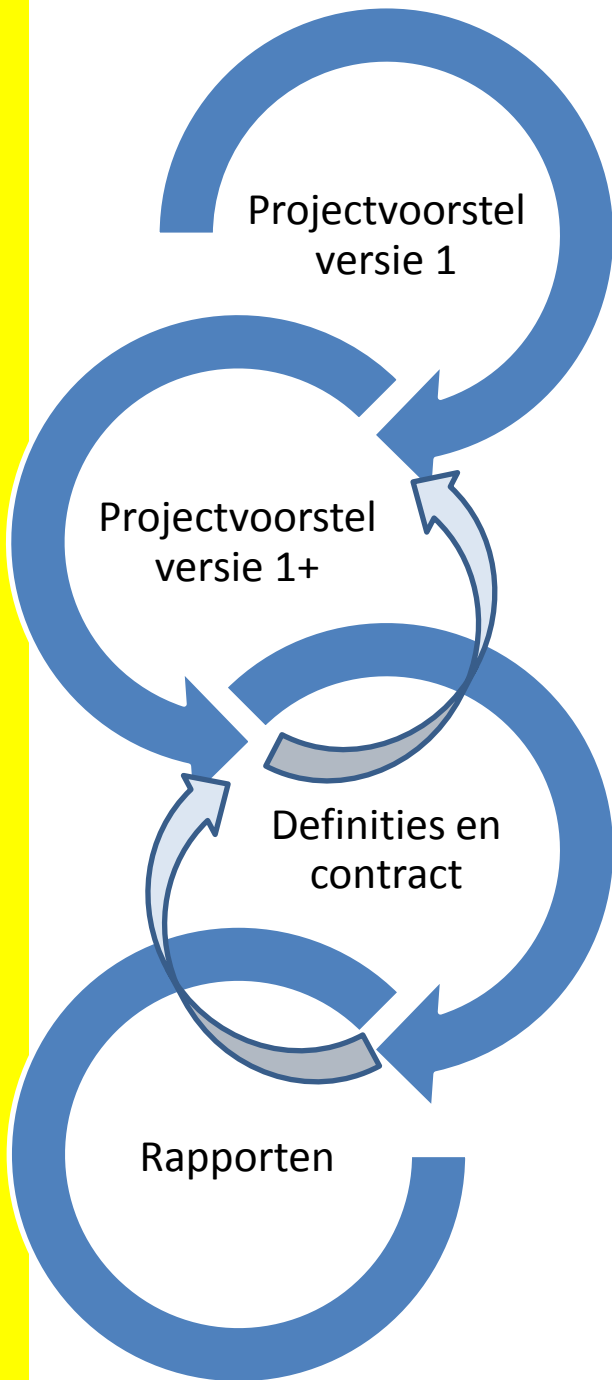 Projectvoorstel
versie 1
Projectvoorstel
versie 1+
Definities en
contract
Rapporten